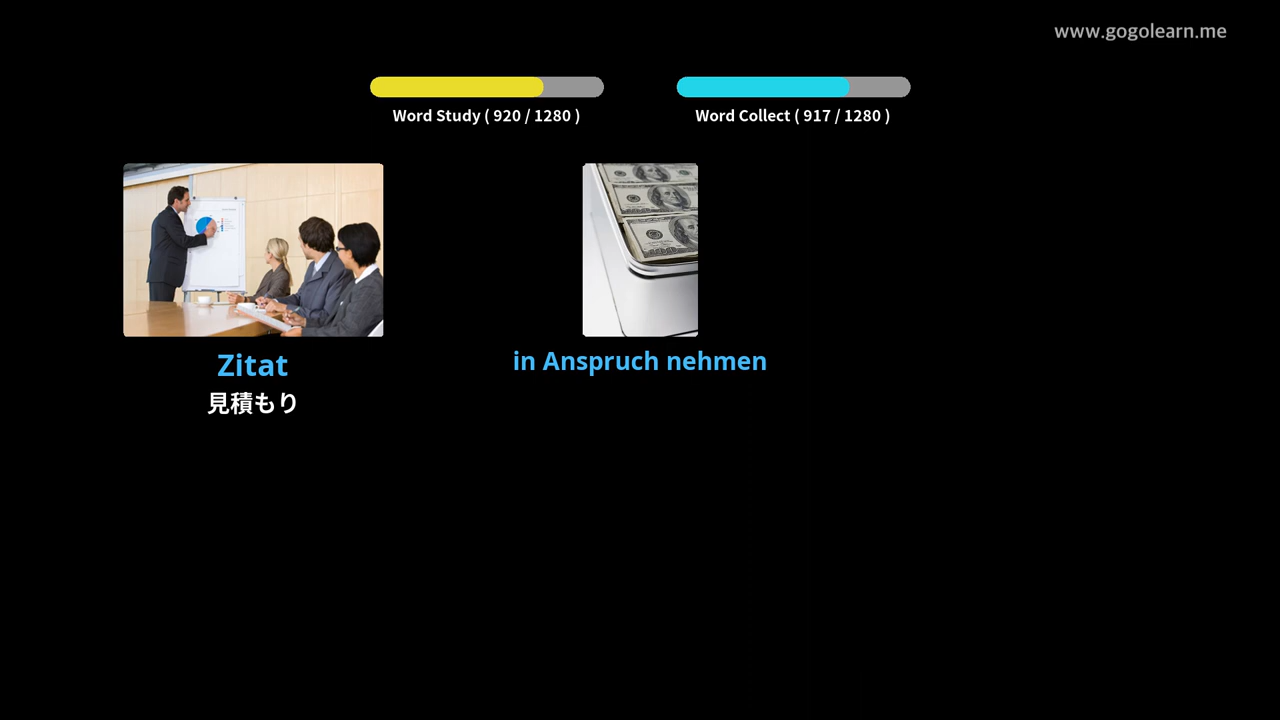 www.gogolearn.me
Word Study ( 920 / 1280 )
Word Collect ( 917 / 1280 )
Zitat
見積もり
in Anspruch nehmen